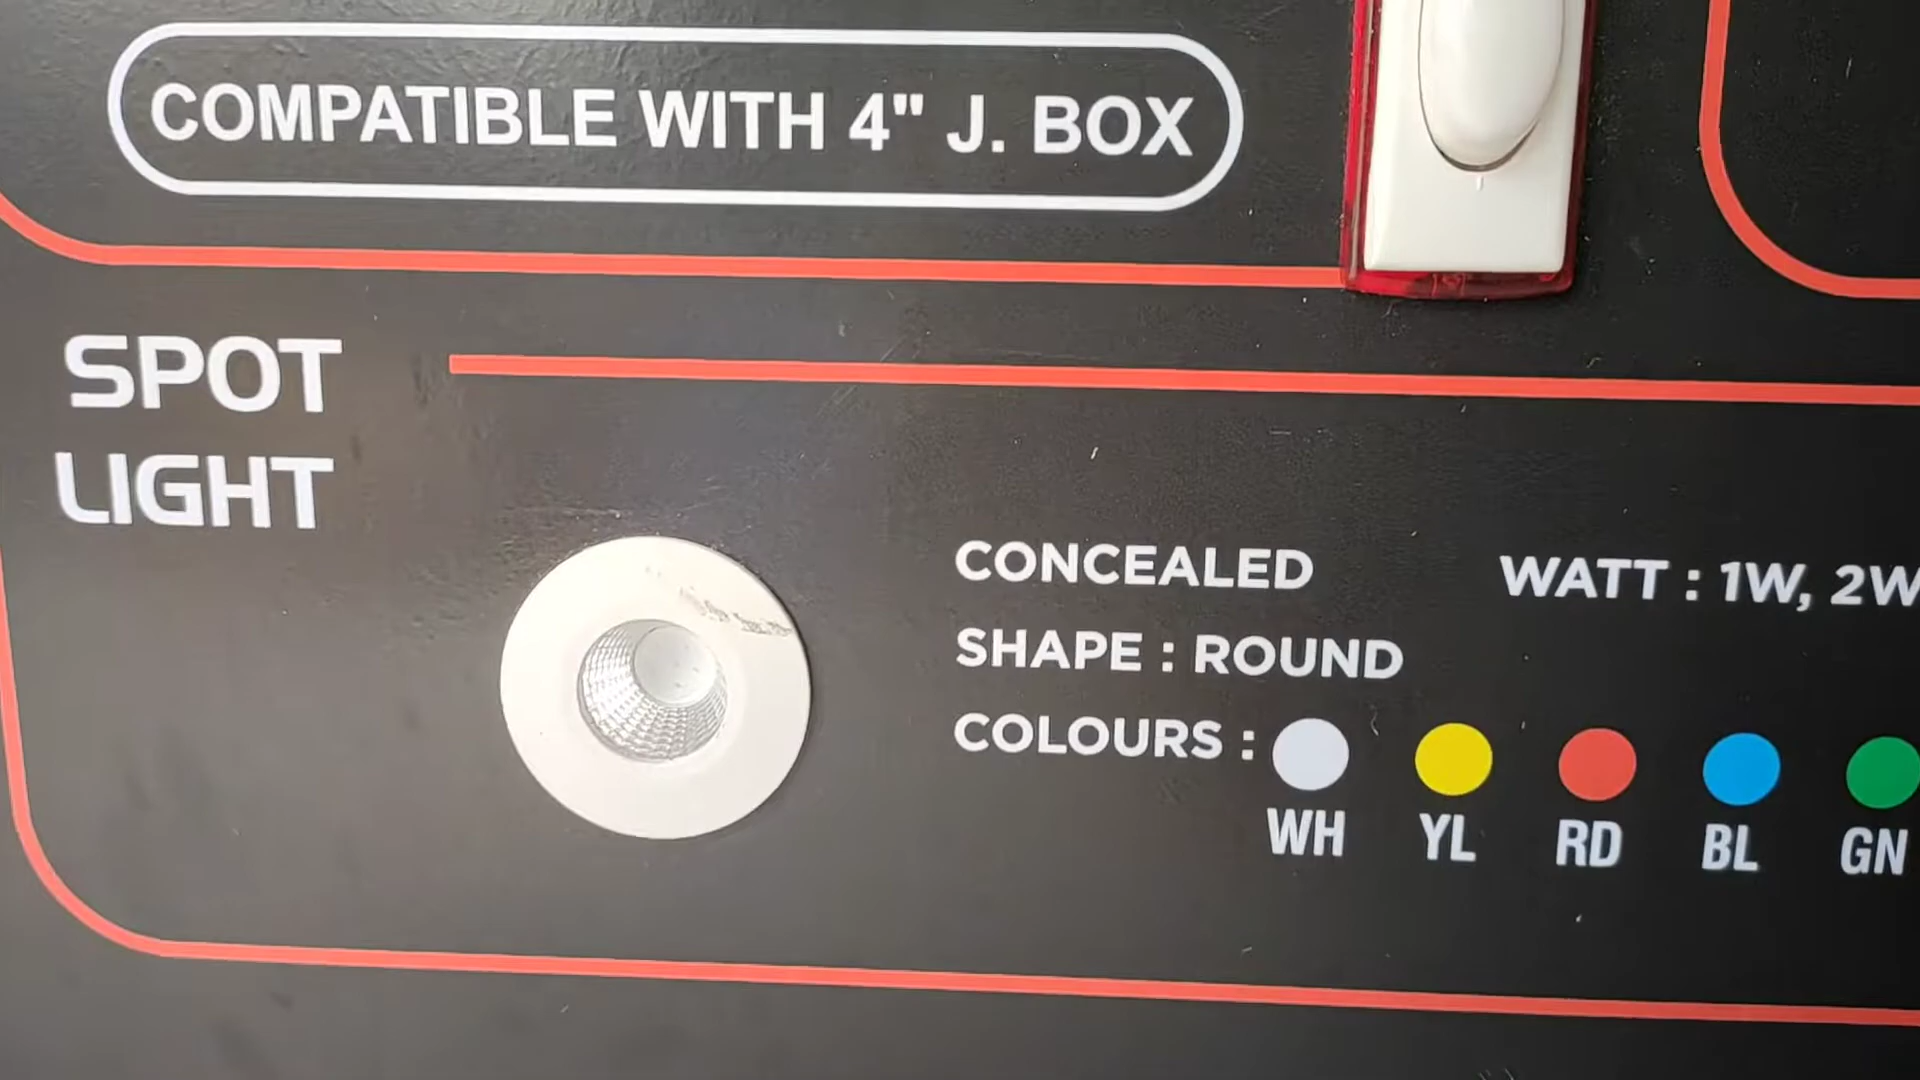 COMPATIBLE WITH 4" J. BOX
SPOT
LIGHT
CONCEALED
WATT : 1W, 2W
SHAPE : ROUND
COLOURS :
WH YL RD BL GN